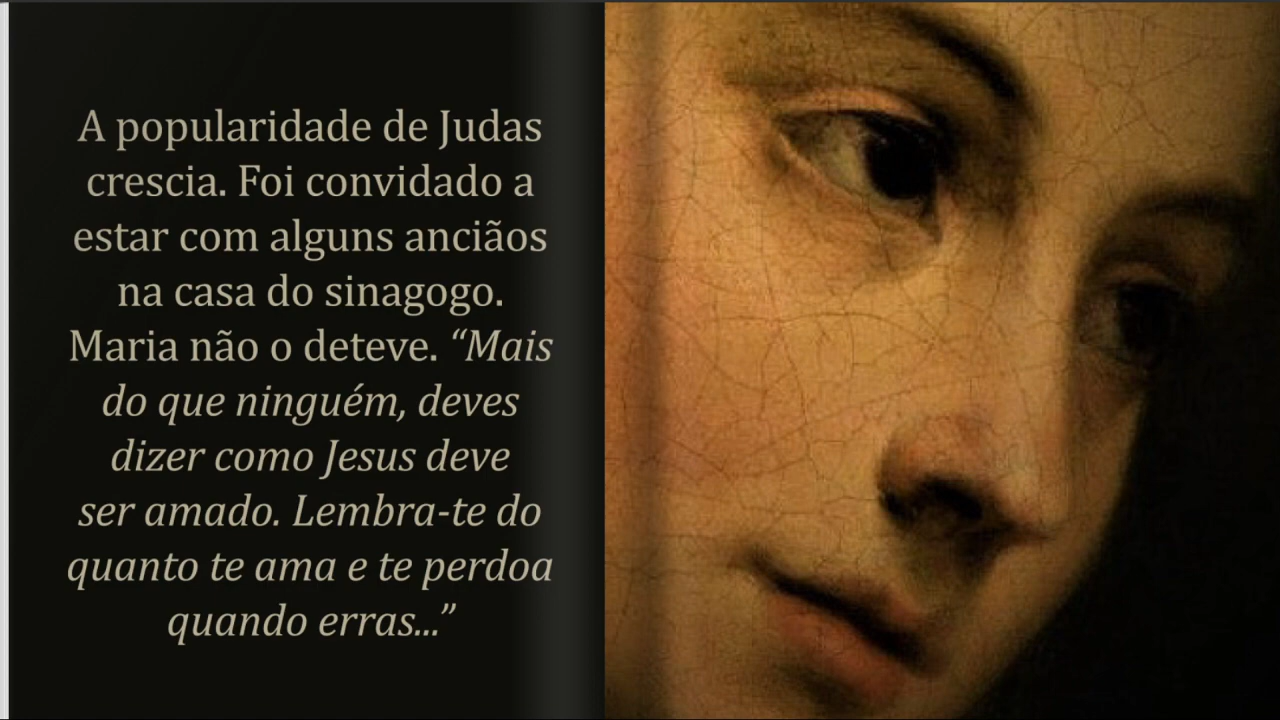 A popularidade de Judas
crescia. Foi convidado a
estar com alguns anciãos
na casa do sinagogo.
Maria não o deteve. “Mais
do que ninguém, deves
dizer como Jesus deve
ser amado. Lembra-te do
quanto te ama e te perdoa
quando erras...”